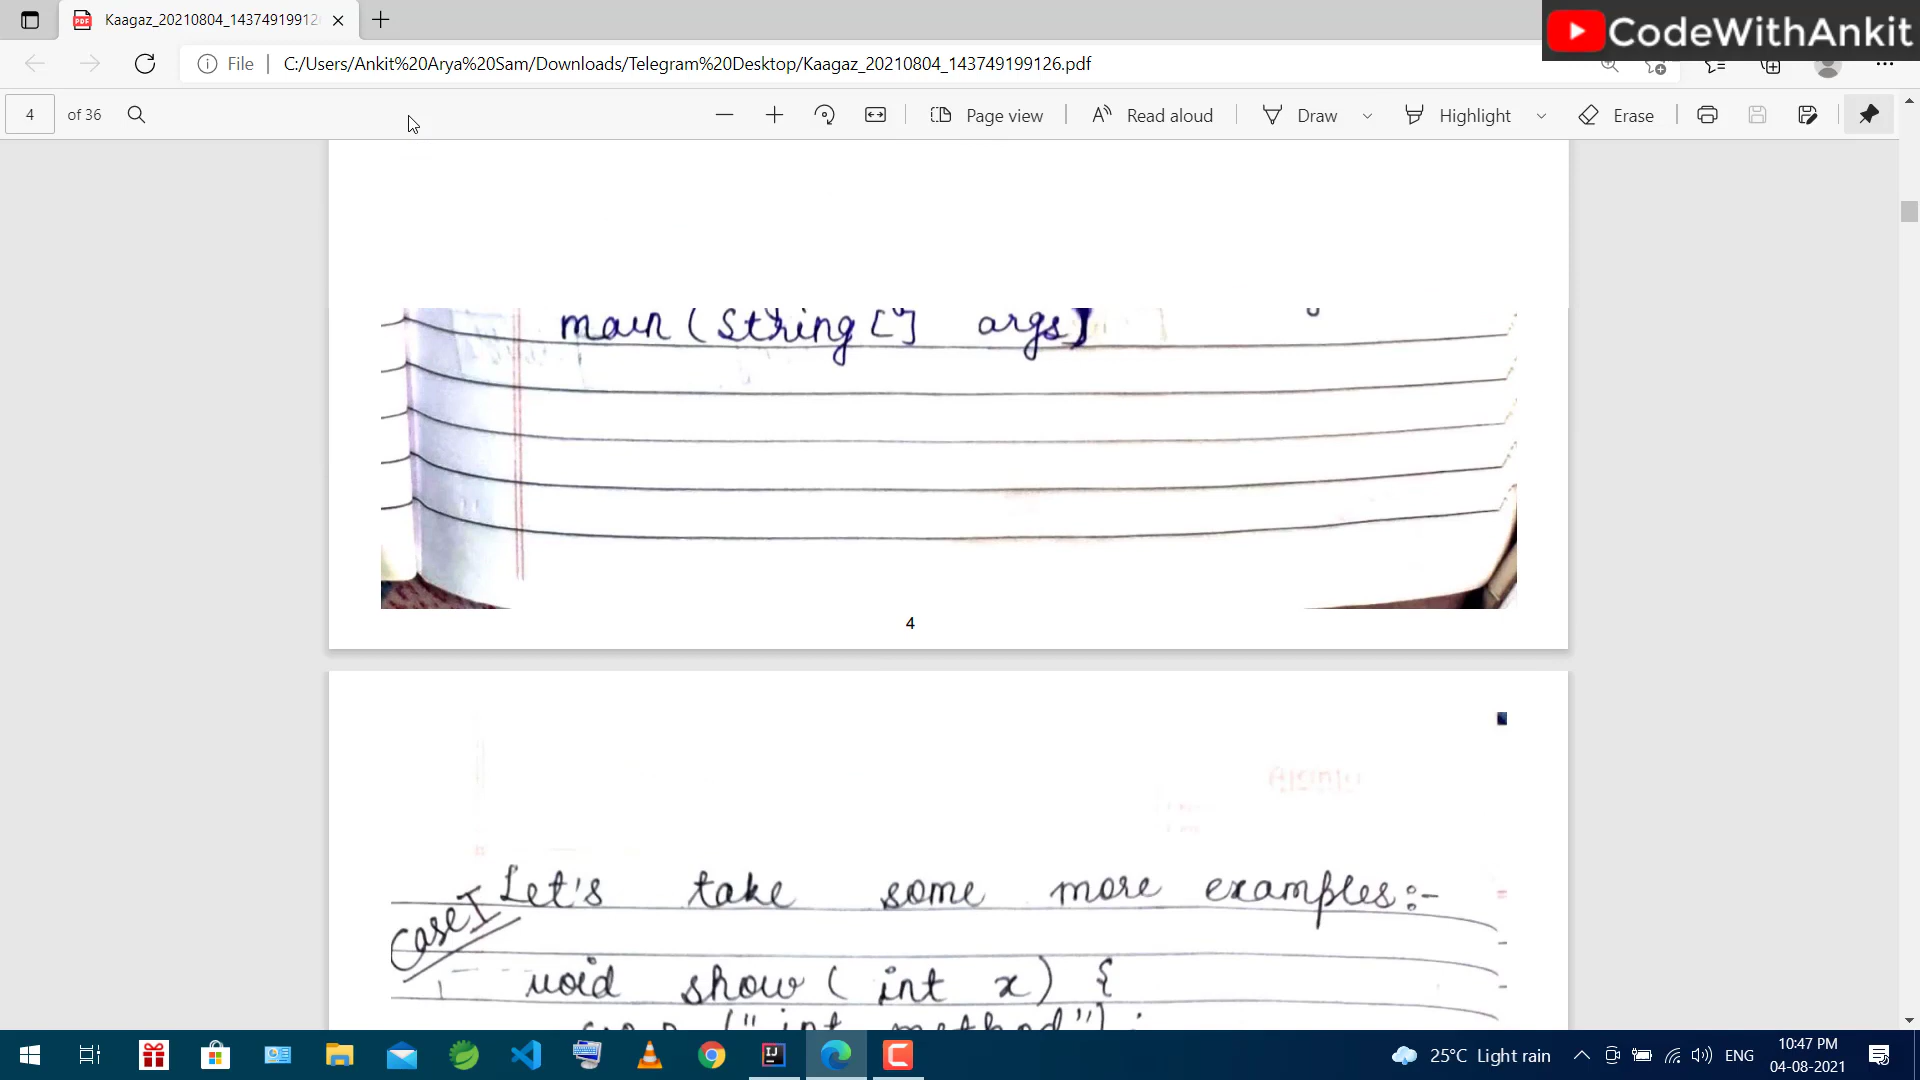 Kaagaz_20210804_14374919912
CodeWithAnkit
File
C:/Users/Ankit%20Arya%20Sam/Downloads/Telegram%20Desktop/Kaagaz_20210804_143749199126.pdf
4 of 36
Page view
Read aloud
Draw
Highlight
Erase
main (String[] args)
4
Let's take some more examples:-
Case I
void show ( int x) {
("int method") ;
25°C Light rain
ENG
10:47 PM
04-08-2021